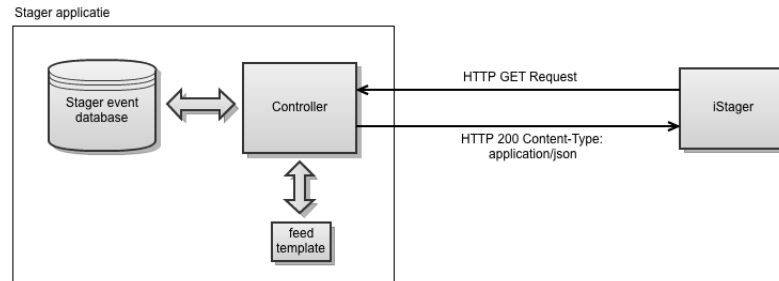 Stager applicatie
Stager event
database
Controller
feed
template
HTTP GET Request
HTTP 200 Content-Type:
application/json
iStager